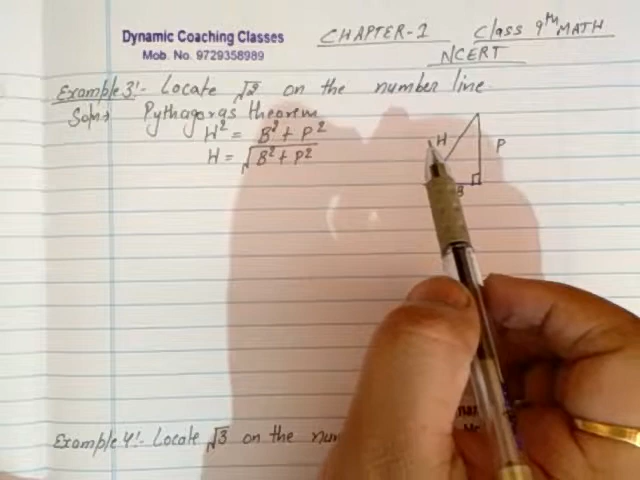 Dynamic Coaching Classes CHAPTER-1 Class 9th MATH
Mob. No. 9729358989 NCERT
Example 3:- Locate √2 on the number line.
Soln:→ Pythagoras theorem
H² = B² + P²
H = √B² + P²
H P
B
Example 4:- Locate √3 on the